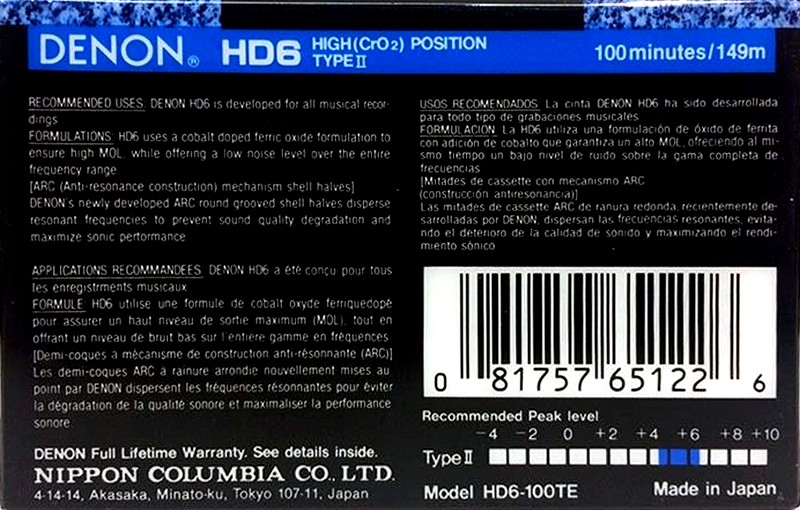 DENON® HD6 HIGH (CrO2) POSITION TYPE II 100minutes/149m
RECOMMENDED USES: DENON HD6 is developed for all musical recor-
dings
FORMULATIONS: HD6 uses a cobalt doped ferric oxide formulation to
ensure high MOL, while offering a low noise level over the entire
frequency range
[ARC (Anti-resonance construction) mechanism shell halves]
DENON's newly developed ARC round grooved shell halves disperse
resonant frequencies to prevent sound quality degradation and
maximize sonic performance
APPLICATIONS RECOMMANDEES: DENON HD6 a été conçu pour tous
les enregistrments musicaux
FORMULE: HD6 utilise une formule de cobalt oxyde ferriquedopé
pour assurer un haut niveau de sortie maximum (MOL), tout en
offrant un niveau de bruit bas sur l'entière gamme en fréquences
[Demi-coques à mécanisme de construction anti-résonnante (ARC)]
Les demi-coques ARC à rainure arrondie nouvellement mises au
point par DENON dispersent les fréquences résonnantes pour éviter
la dégradation de la qualité sonore et maximaliser la performance
sonore.
DENON Full Lifetime Warranty. See details inside.
NIPPON COLUMBIA CO., LTD.
4-14-14, Akasaka, Minato-ku, Tokyo 107-11, Japan
USOS RECOMENDADOS: La cinta DENON HD6 ha sido desarrollada
para todo tipo de grabaciones musicales
FORMULACION: La HD6 utiliza una formulación de óxido de ferrita
con adición de cobalto que garantiza un alto MOL, ofreciendo al mi-
smo tiempo un bajo nivel de ruido sobre la gama completa de
frecuencias
[Mitades de cassette con mecanismo ARC
(construcción antiresonancia)]
Las mitades de cassette ARC de ranura redonda, recientemente de-
sarrolladas por DENON, dispersan las frecuencias resonantes, evita-
ndo el deterioro de la calidad de sonido y maximizando el rendi-
miento sónico
0 81757 65122 6
Recommended Peak level
-4 -2 0 +2 +4 +6 +8 +10
Type II
Model HD6-100TE Made in Japan